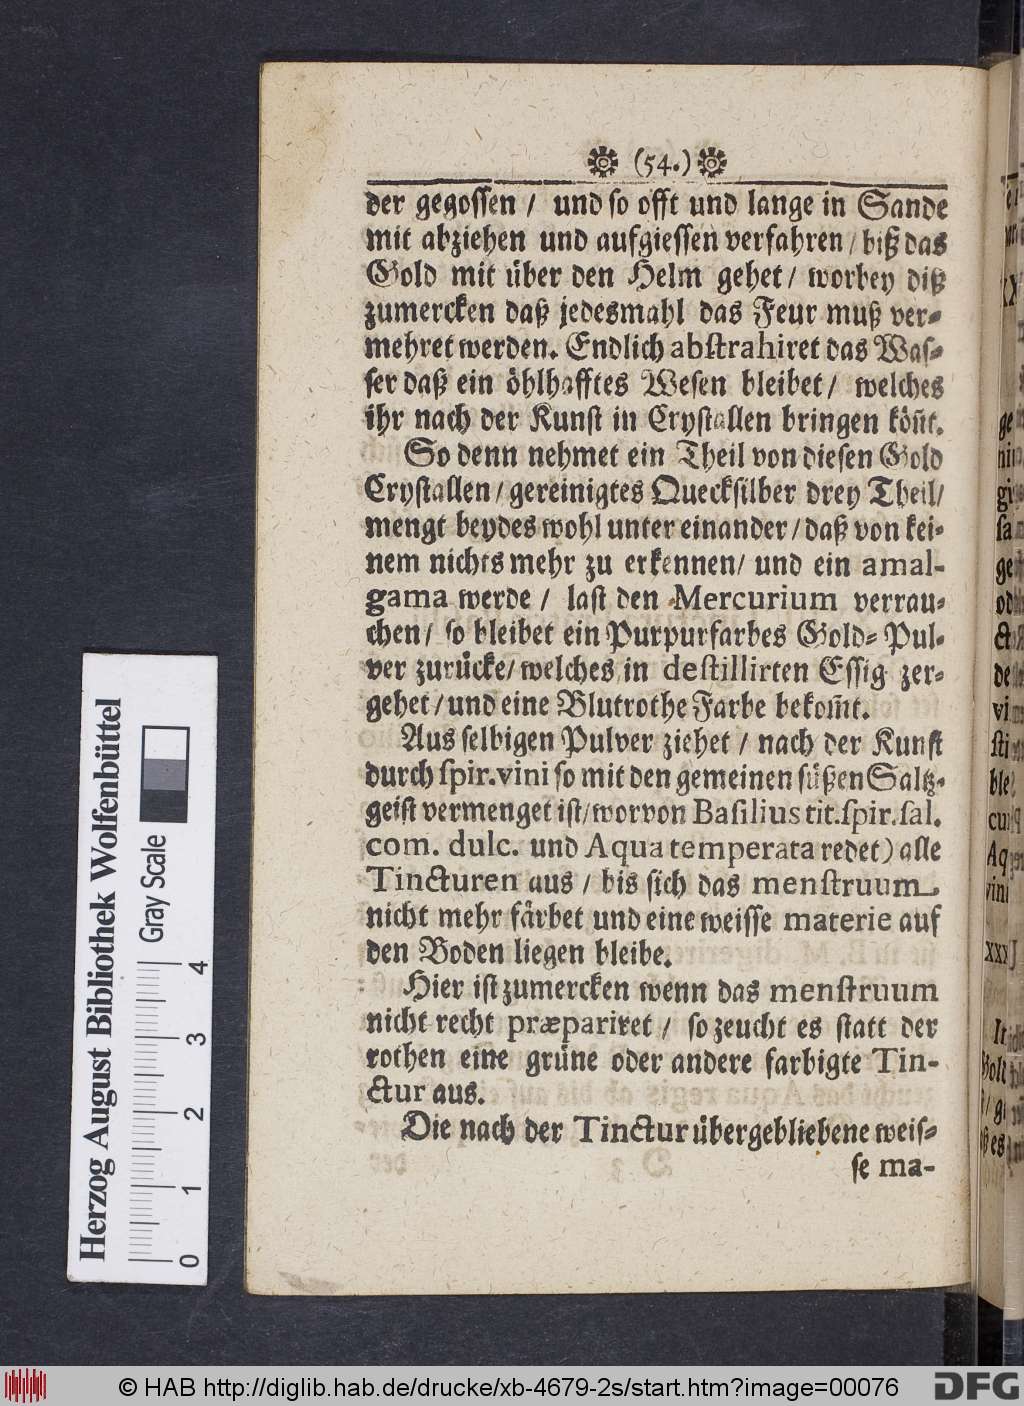 (54.)
der gegossen / und so offt und lange in Sande
mit abziehen und aufgiessen verfahren / biß das
Gold mit über den Helm gehet / worbey diß
zumercken daß jedesmahl das Feur muß ver-
mehret werden. Endlich abstrahiret das Was-
ser daß ein öhlhafftes Wesen bleibet / welches
ihr nach der Kunst in Crystallen bringen köñt.
So denn nehmet ein Theil von diesen Gold
Crystallen / gereinigtes Quecksilber drey Theil /
mengt beydes wohl unter einander / daß von kei-
nem nichts mehr zu erkennen / und ein amal-
gama werde / last den Mercurium verrau-
chen / so bleibet ein Purpurfarbes Gold- Pul-
ver zurücke / welches in destillirten Essig zer-
gehet / und eine Blutrothe Farbe bekom̃t.
Aus selbigen Pulver ziehet / nach der Kunst
durch spir. vini so mit den gemeinen süßen Saltz-
geist vermenget ist / worvon Basilius tit. spir. sal.
com. dulc. und Aqua temperata redet) alle
Tincturen aus / bis sich das menstruum
nicht mehr färbet und eine weisse materie auf
den Boden liegen bleibe.
Hier ist zumercken wenn das menstruum
nicht recht præpariret / so zeucht es statt der
rothen eine grüne oder andere farbigte Tin-
ctur aus.
Die nach der Tinctur übergebliebene weis-
se ma-
Herzog August Bibliothek Wolfenbüttel
Gray Scale
0 1 2 3 4
© HAB http://diglib.hab.de/drucke/xb-4679-2s/start.htm?image=00076
DFG